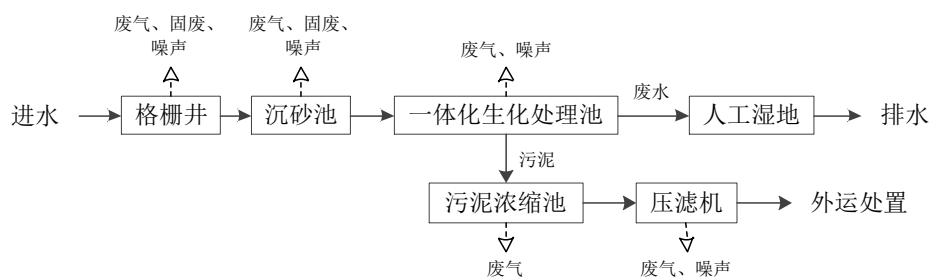 废气、固废、
噪声
废气、固废、
噪声
废气、噪声
进水
格栅井
沉砂池
一体化生化处理池
废水
人工湿地
排水
污泥
污泥浓缩池
压滤机
外运处置
废气
废气、噪声